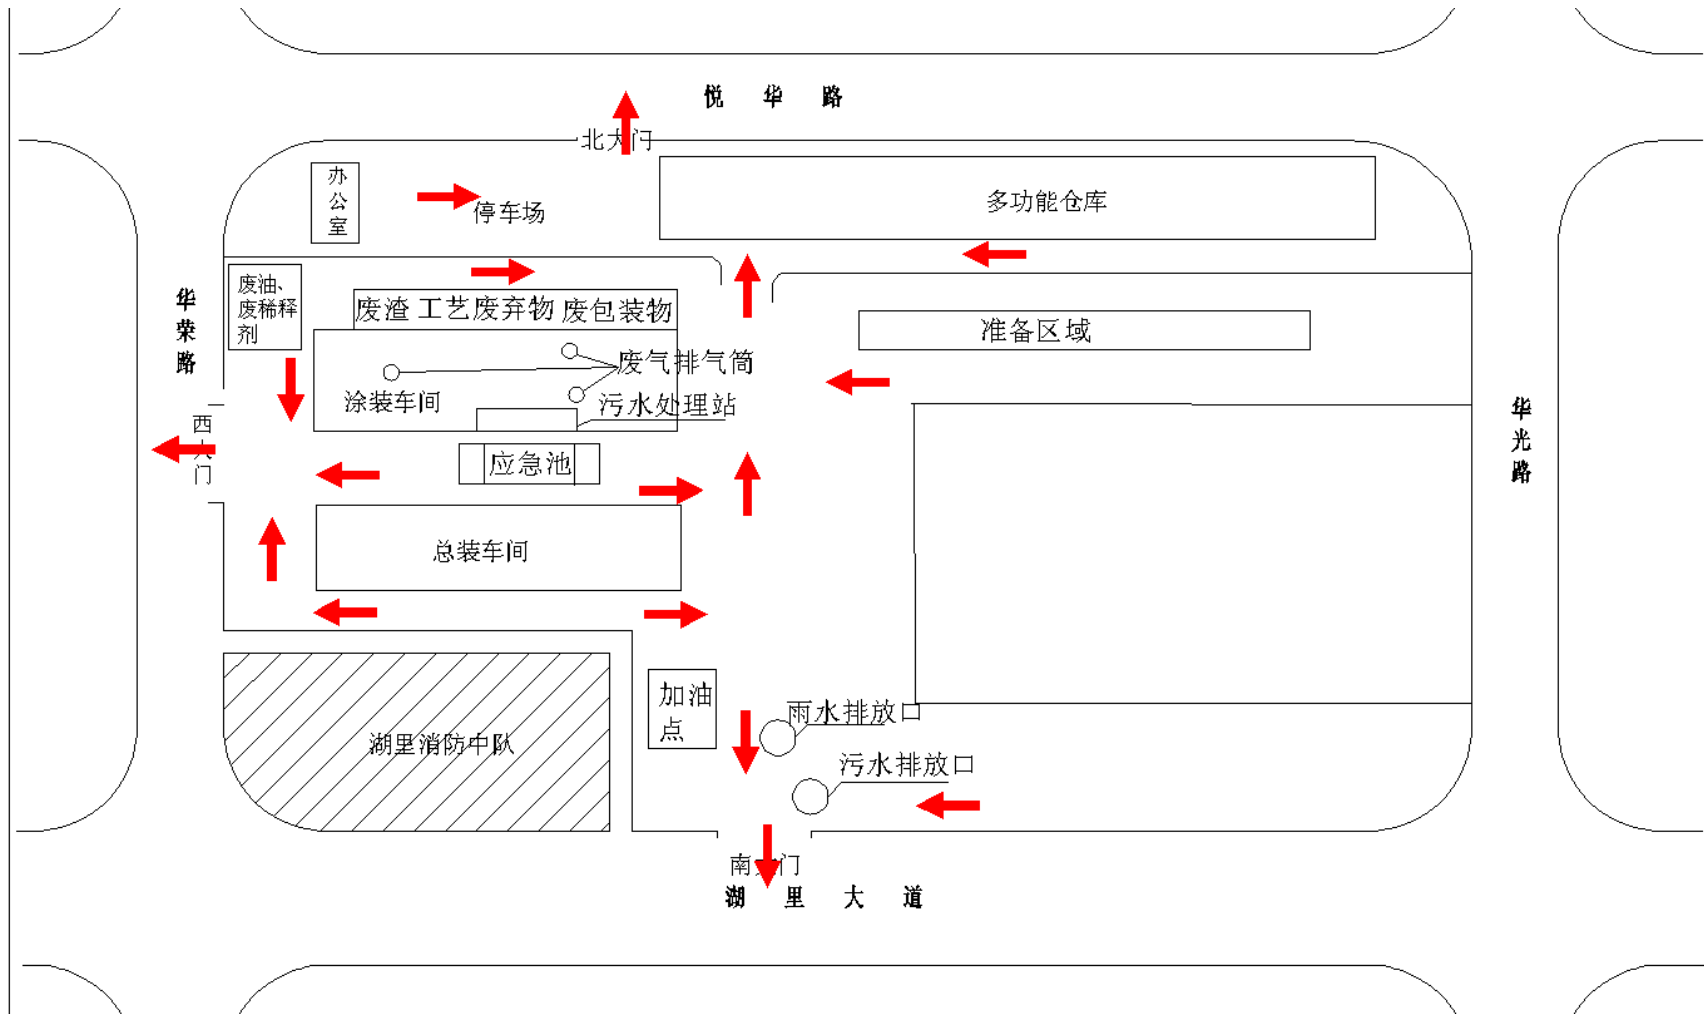 悦华路
北大门
办公室
停车场
多功能仓库
废油、
废稀释
剂
废渣 工艺废弃物 废包装物
准备区域
华荣路
废气排气筒
涂装车间
污水处理站
西大门
华光路
应急池
总装车间
加油
点
雨水排放口
湖里消防中队
污水排放口
南大门
湖里大道